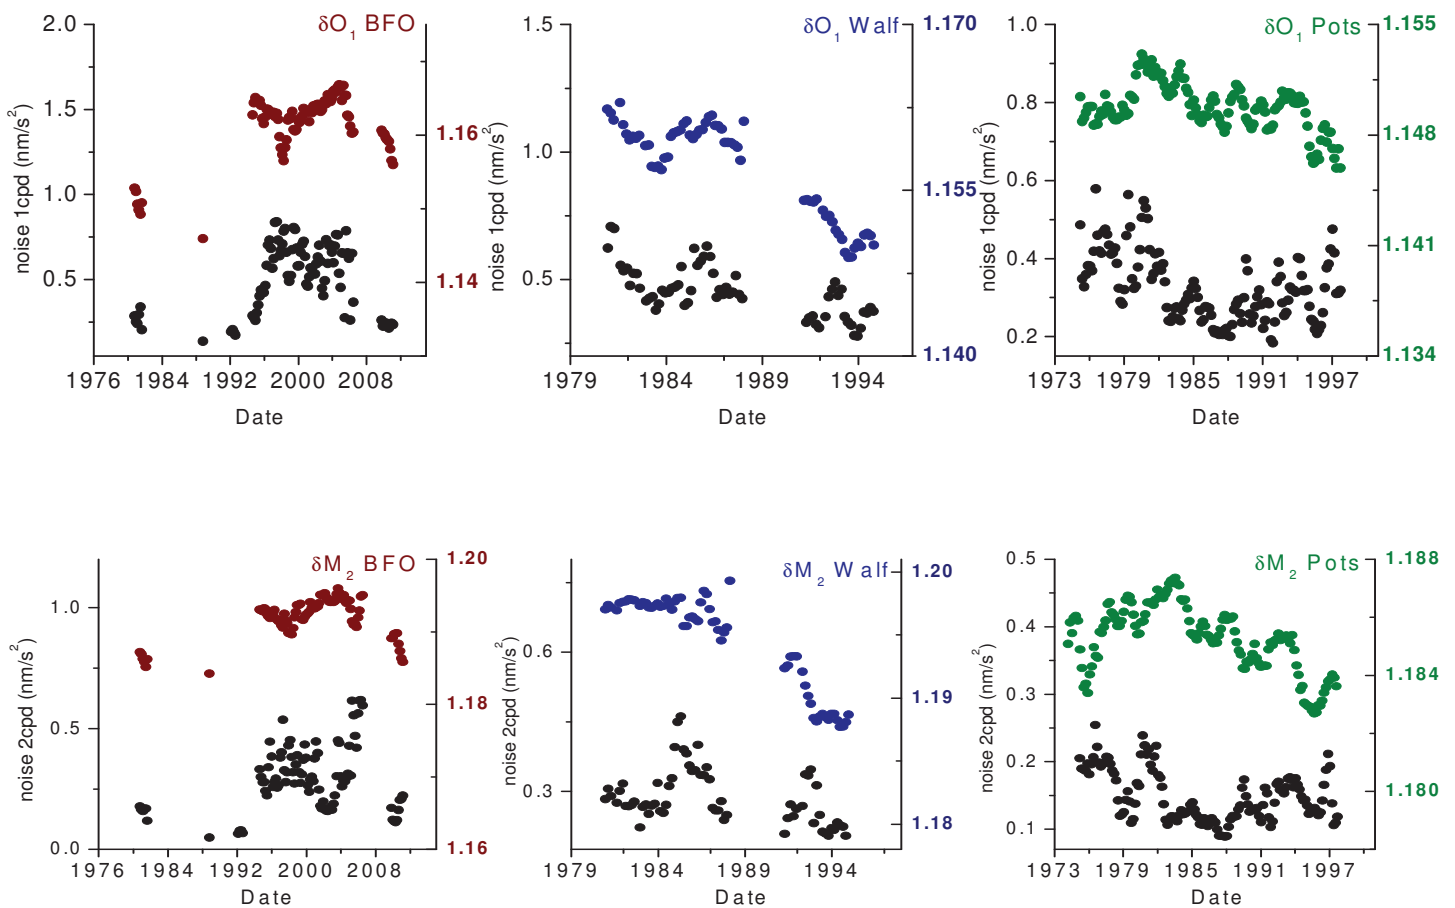 δO1 BFO
2.0
1.5
1.0
0.5
noise 1cpd (nm/s2)
1.16
1.14
1976 1984 1992 2000 2008
Date
δO1 Walf
1.5
1.0
0.5
noise 1cpd (nm/s2)
1.170
1.155
1.140
1979 1984 1989 1994
Date
δO1 Pots
1.0
0.8
0.6
0.4
0.2
noise 1cpd (nm/s2)
1.155
1.148
1.141
1.134
1973 1979 1985 1991 1997
Date
δM2 BFO
1.0
0.5
0.0
noise 2cpd (nm/s2)
1.20
1.18
1.16
1976 1984 1992 2000 2008
Date
δM2 Walf
0.6
0.3
noise 2cpd (nm/s2)
1.20
1.19
1.18
1979 1984 1989 1994
Date
δM2 Pots
0.5
0.4
0.3
0.2
0.1
noise 2cpd (nm/s2)
1.188
1.184
1.180
1973 1979 1985 1991 1997
Date